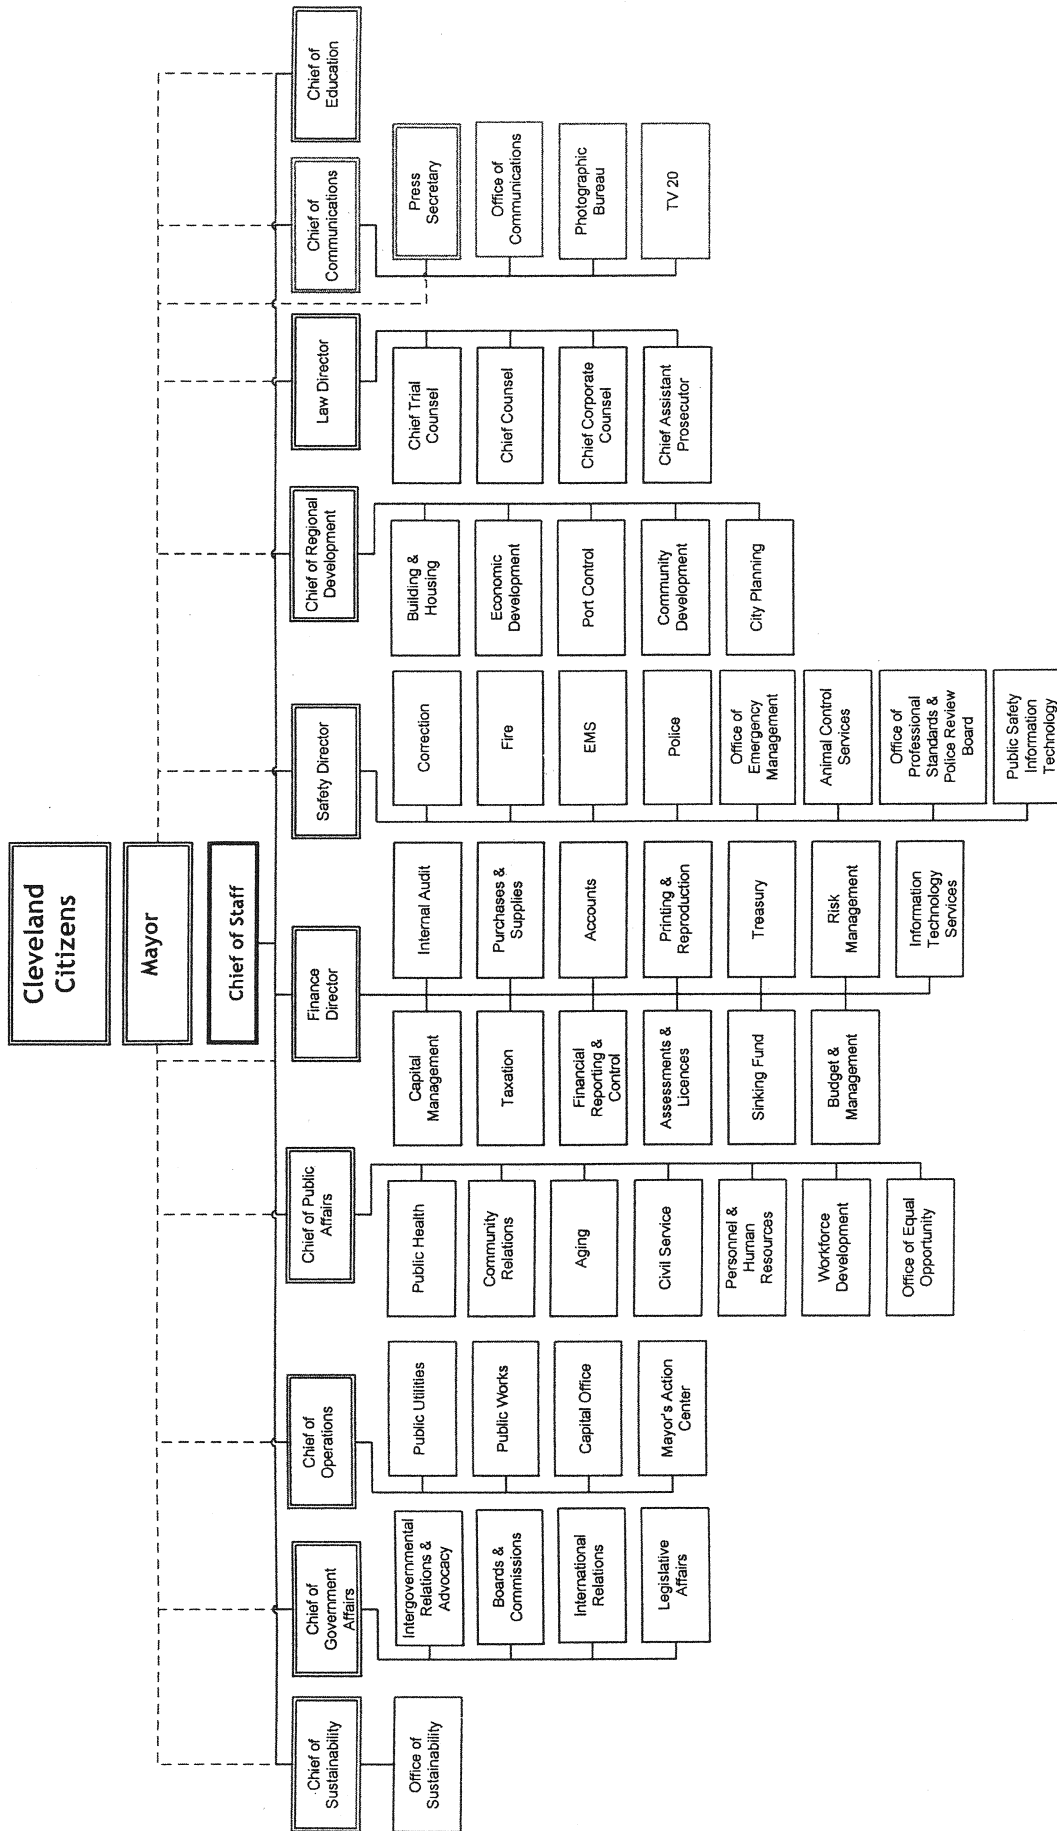 Cleveland
Citizens
Mayor
Chief of Staff
Chief of
Sustainability
Office of
Sustainability
Chief of
Government
Affairs
Intergovernmental
Relations &
Advocacy
Boards &
Commissions
International
Relations
Legislative
Affairs
Chief of
Operations
Public Utilities
Public Works
Capital Office
Mayor's Action
Center
Chief of Public
Affairs
Public Health
Community
Relations
Aging
Civil Service
Personnel &
Human
Resources
Workforce
Development
Office of Equal
Opportunity
Finance
Director
Capital
Management
Taxation
Financial
Reporting &
Control
Assessments &
Licences
Sinking Fund
Budget &
Management
Internal Audit
Purchases &
Supplies
Accounts
Printing &
Reproduction
Treasury
Risk
Management
Information
Technology
Services
Safety Director
Correction
Fire
EMS
Police
Office of
Emergency
Management
Animal Control
Services
Office of
Professional
Standards &
Police Review
Board
Public Safety
Information
Technology
Chief of Regional
Development
Building &
Housing
Economic
Development
Port Control
Community
Development
City Planning
Law Director
Chief Trial
Counsel
Chief Counsel
Chief Corporate
Counsel
Chief Assistant
Prosecutor
Chief of
Communications
Press
Secretary
Office of
Communications
Photographic
Bureau
TV 20
Chief of
Education